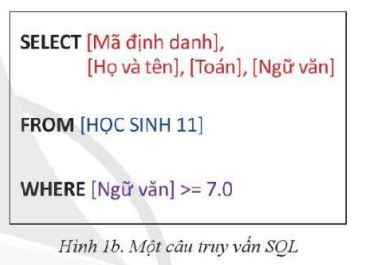 SELECT [Mã định danh],
[Họ và tên], [Toán], [Ngữ văn]
FROM [HỌC SINH 11]
WHERE [Ngữ văn] >= 7.0
Hình 1b. Một câu truy vấn SQL